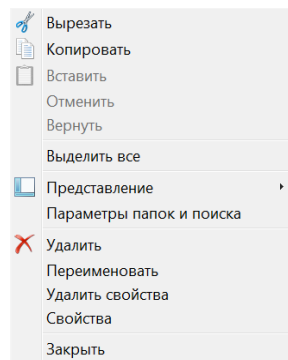 Вырезать
Копировать
Вставить
Отменить
Вернуть
Выделить все
Представление
Параметры папок и поиска
Удалить
Переименовать
Удалить свойства
Свойства
Закрыть